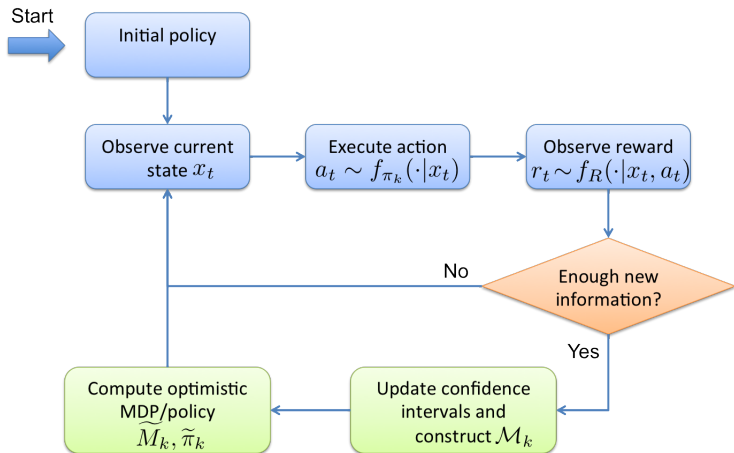 Start
Initial policy
Observe current
state $x_t$
Execute action
$a_t \sim f_{\pi_k}(\cdot|x_t)$
Observe reward
$r_t \sim f_R(\cdot|x_t, a_t)$
Enough new
information?
No
Yes
Update confidence
intervals and
construct $\mathcal{M}_k$
Compute optimistic
MDP/policy
$\widetilde{M}_k, \widetilde{\pi}_k$